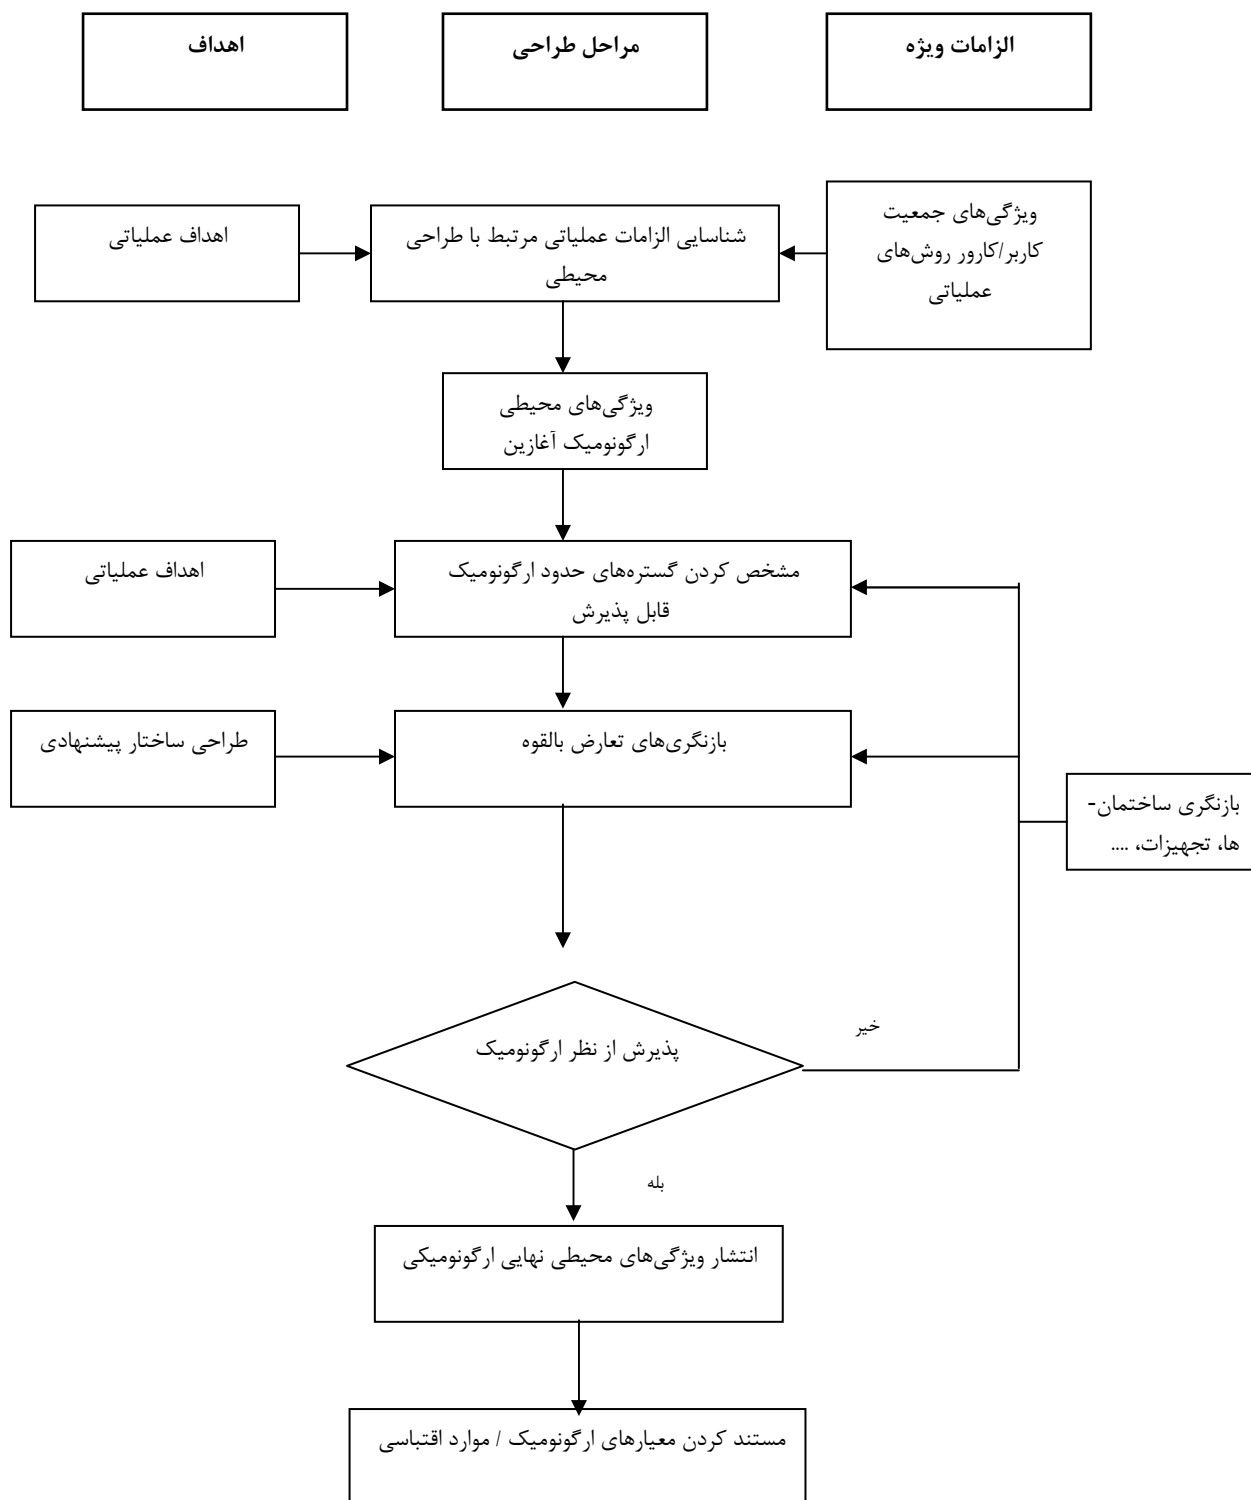 الزامات ویژه
مراحل طراحی
اهداف
ویژگی‌های جمعیت
کاربر/کارور روش‌های
عملیاتی
شناسایی الزامات عملیاتی مرتبط با طراحی
محیطی
اهداف عملیاتی
ویژگی‌های محیطی
ارگونومیک آغازین
مشخص کردن گستره‌های حدود ارگونومیک
قابل پذیرش
اهداف عملیاتی
بازنگری‌های تعارض بالقوه
طراحی ساختار پیشنهادی
بازنگری ساختمان-
ها، تجهیزات، ....
پذیرش از نظر ارگونومیک
خیر
بله
انتشار ویژگی‌های محیطی نهایی ارگونومیکی
مستند کردن معیارهای ارگونومیک / موارد اقتباسی